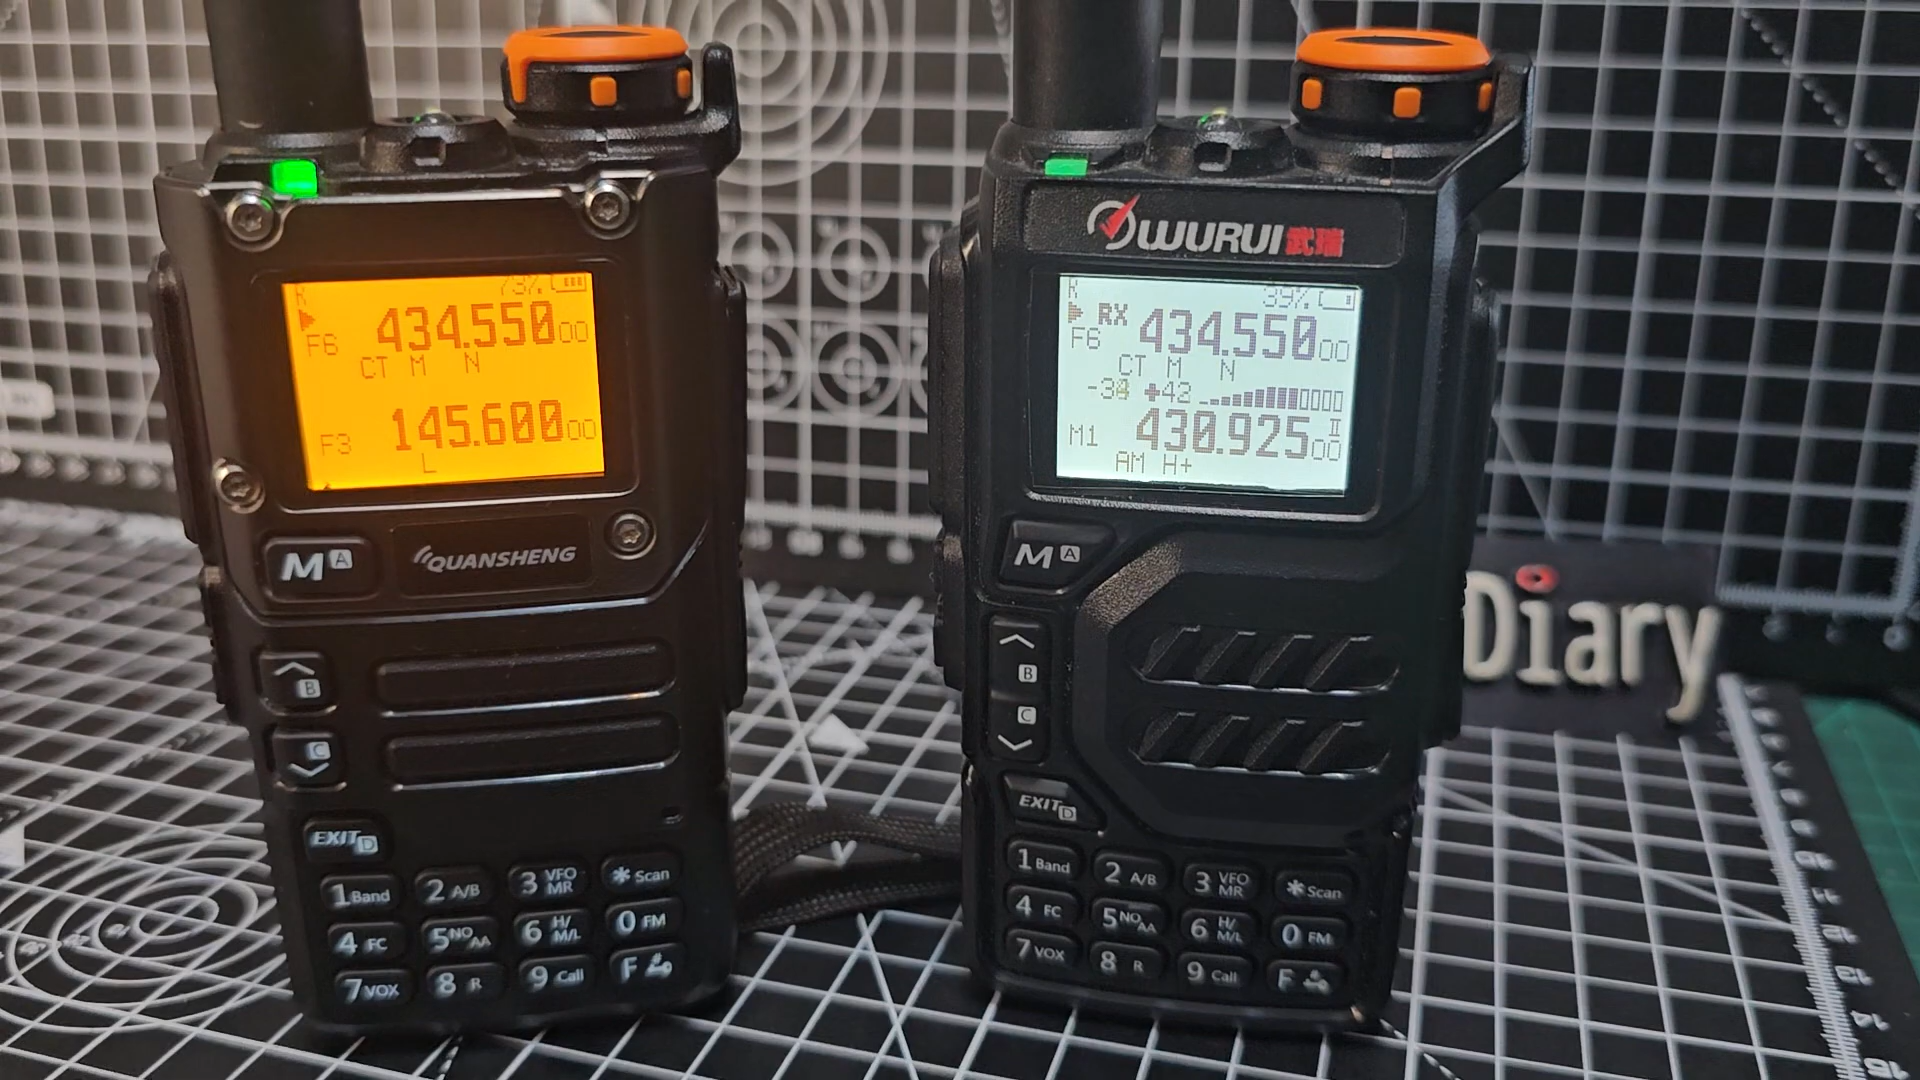 K 73%
434.550 00
F6
CT M N
145.600 00
F3
L
M A
QUANSHENG
B
C
EXIT D
1 Band 2 A/B 3 VFO MR * Scan
4 FC 5 NO AA 6 H/ M/L 0 FM
7 VOX 8 R 9 Call F
WURUI 武瑞
K 39%
RX 434.550 00
F6
CT M N
M1 430.925 00
II
AM H+
M A
B
C
EXIT D
1 Band 2 A/B 3 VFO MR * Scan
4 FC 5 NO AA 6 H/ M/L 0 FM
7 VOX 8 R 9 Call F
Diary